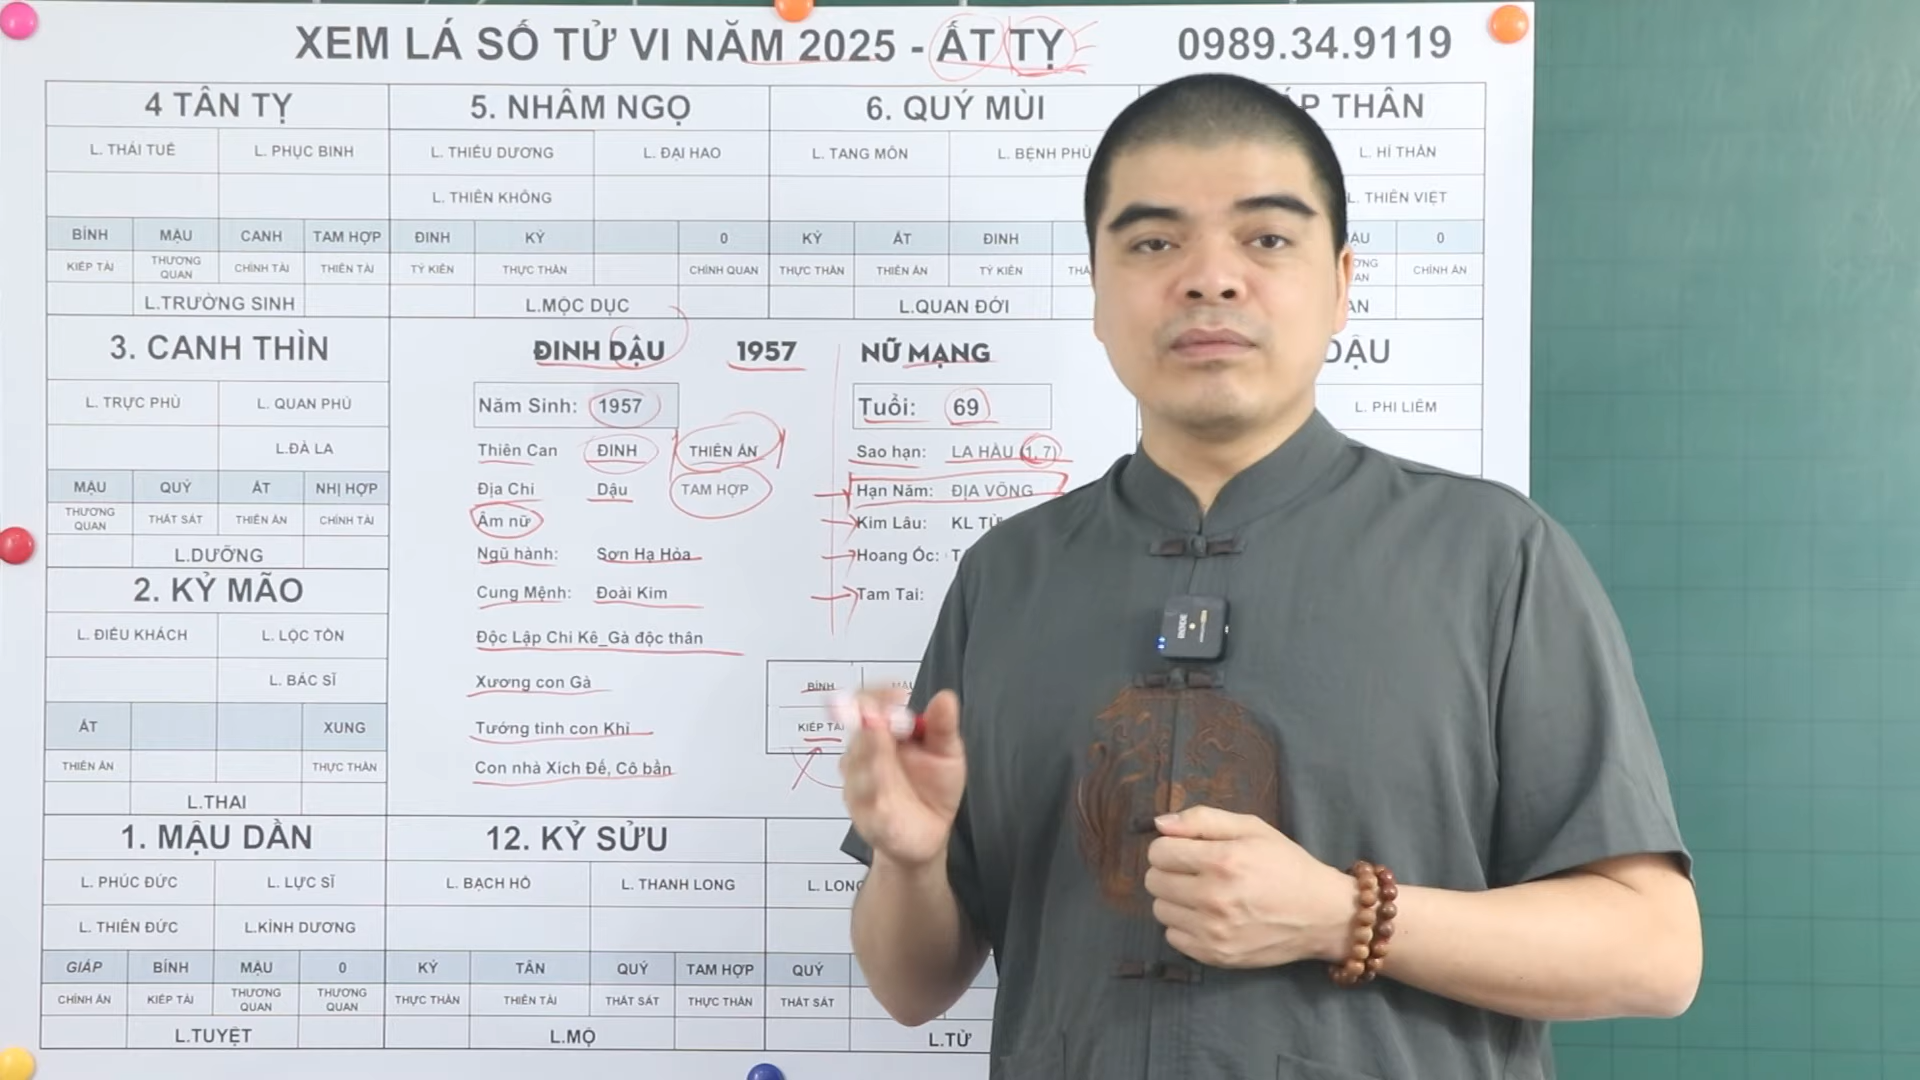 XEM LÁ SỐ TỬ VI NĂM 2025 - ẤT TỴ 0989.34.9119
4 TÂN TỴ 5. NHÂM NGỌ 6. QUÝ MÙI ÁP THÂN
L. THÁI TUẾ L. PHỤC BINH L. THIẾU DƯƠNG L. ĐẠI HAO L. TANG MÔN L. BỆNH PHÙ L. HỈ THẦN
L. THIÊN KHÔNG L. THIÊN VIỆT
BÍNH MẬU CANH TAM HỢP ĐINH KỶ 0 KỶ ẤT ĐINH ẬU 0
KIẾP TÀI THƯƠNG QUAN CHÍNH TÀI THIÊN TÀI TỶ KIÊN THỰC THẦN CHÍNH QUAN THỰC THẦN THIÊN ẤN TỶ KIÊN CHÍNH ẤN
L.TRƯỜNG SINH L.MỘC DỤC L.QUAN ĐỚI
3. CANH THÌN ĐINH DẬU 1957 NỮ MẠNG DẬU
L. TRỰC PHÙ L. QUAN PHỦ Năm Sinh: 1957 Tuổi: 69 L. PHI LIÊM
L.ĐÀ LA Thiên Can ĐINH THIÊN ẤN Sao hạn: LA HẦU (1, 7)
MẬU QUÝ ẤT NHỊ HỢP Địa Chi Dậu TAM HỢP Hạn Năm: ĐỊA VÕNG
THƯƠNG QUAN THẤT SÁT THIÊN ẤN CHÍNH TÀI Âm nữ Kim Lâu: KL TỬ
L.DƯỠNG Ngũ hành: Sơn Hạ Hỏa Hoang Ốc:
2. KỶ MÃO Cung Mệnh: Đoài Kim Tam Tai:
L. ĐIẾU KHÁCH L. LỘC TỒN Độc Lập Chi Kê_Gà độc thân
L. BÁC SĨ Xương con Gà BÍNH MẬU
ẤT XUNG Tướng tinh con Khỉ KIẾP TÀI
THIÊN ẤN THỰC THẦN Con nhà Xích Đế, Cô bần
L.THAI
1. MẬU DẦN 12. KỶ SỬU
L. PHÚC ĐỨC L. LỰC SĨ L. BẠCH HỔ L. THANH LONG L. LONG
L. THIÊN ĐỨC L.KÌNH DƯƠNG
GIÁP BÍNH MẬU 0 KỶ TÂN QUÝ TAM HỢP QUÝ
CHÍNH ẤN KIẾP TÀI THƯƠNG QUAN THƯƠNG QUAN THỰC THẦN THIÊN TÀI THẤT SÁT THỰC THẦN THẤT SÁT
L.TUYỆT L.MỘ L.TỬ